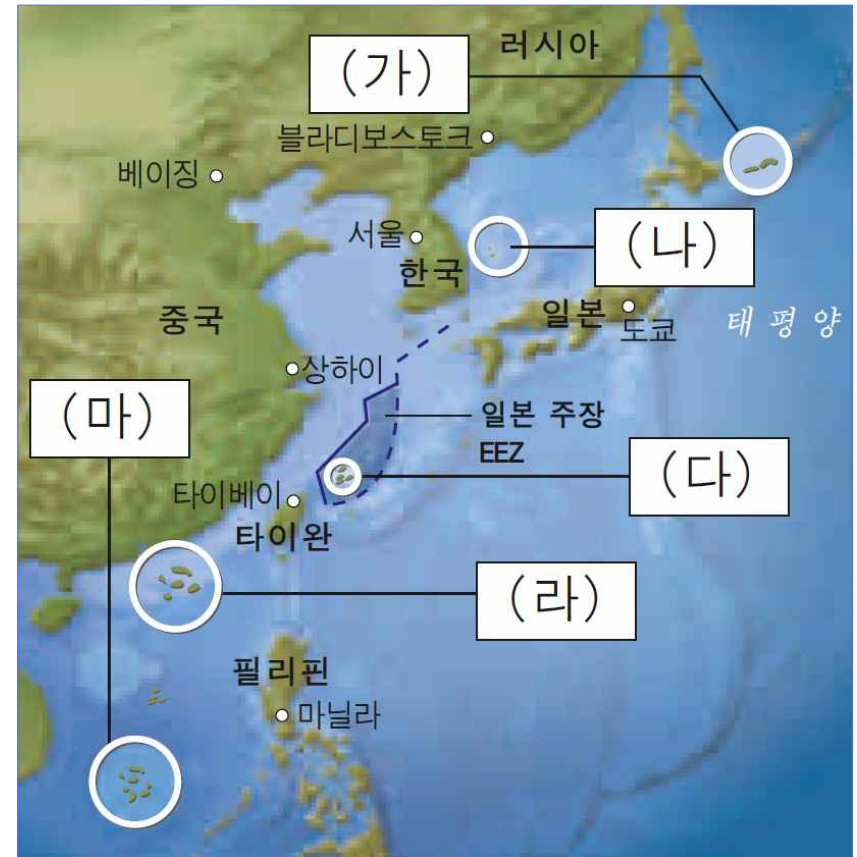 러시아
(가)
블라디보스토크
베이징
서울
(나)
한국
일본
중국
도쿄
태평양
상하이
(마)
일본 주장
EEZ
(다)
타이베이
타이완
(라)
필리핀
마닐라